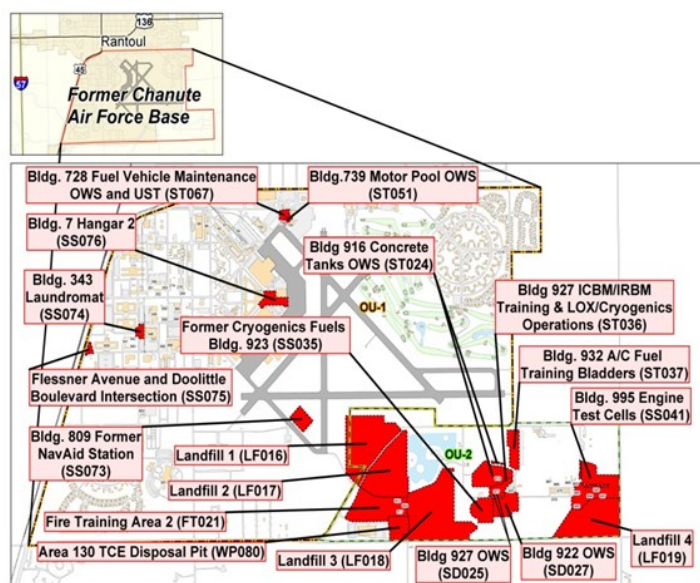 136
Rantoul
45
57
Former Chanute
Air Force Base
Bldg. 728 Fuel Vehicle Maintenance
OWS and UST (ST067)
Bldg.739 Motor Pool OWS
(ST051)
Bldg. 7 Hangar 2
(SS076)
Bldg 916 Concrete
Tanks OWS (ST024)
Bldg. 343
Laundromat
(SS074)
Bldg 927 ICBM/IRBM
Training & LOX/Cryogenics
Operations (ST036)
OU-1
Former Cryogenics Fuels
Bldg. 923 (SS035)
Bldg. 932 A/C Fuel
Training Bladders (ST037)
Flessner Avenue and Doolittle
Boulevard Intersection (SS075)
Bldg. 995 Engine
Test Cells (SS041)
Bldg. 809 Former
NavAid Station
(SS073)
Landfill 1 (LF016)
OU-2
Landfill 2 (LF017)
Fire Training Area 2 (FT021)
Area 130 TCE Disposal Pit (WP080)
Landfill 3 (LF018)
Bldg 927 OWS
(SD025)
Bldg 922 OWS
(SD027)
Landfill 4
(LF019)